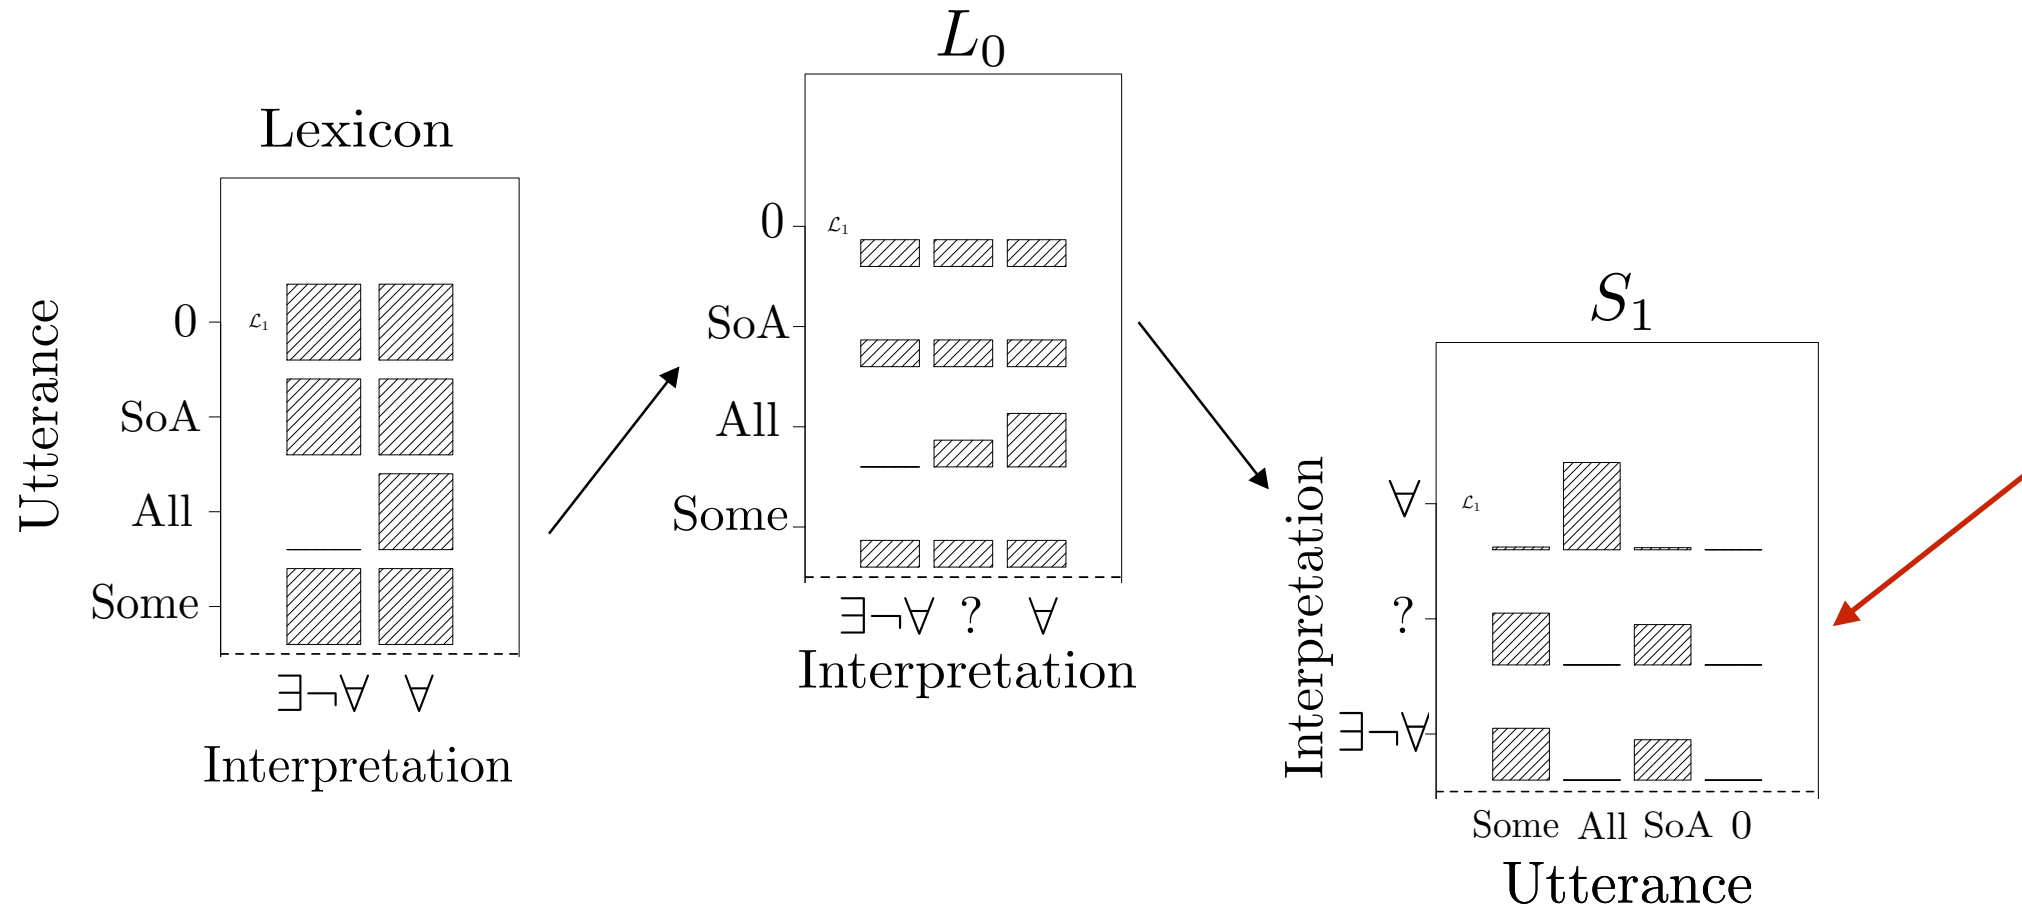 Lexicon
Utterance
0
ℒ₁
SoA
All
Some
∃¬∀ ∀
Interpretation
L₀
0
ℒ₁
SoA
All
Some
∃¬∀ ? ∀
Interpretation
S₁
Interpretation
∀
ℒ₁
?
∃¬∀
Some All SoA 0
Utterance